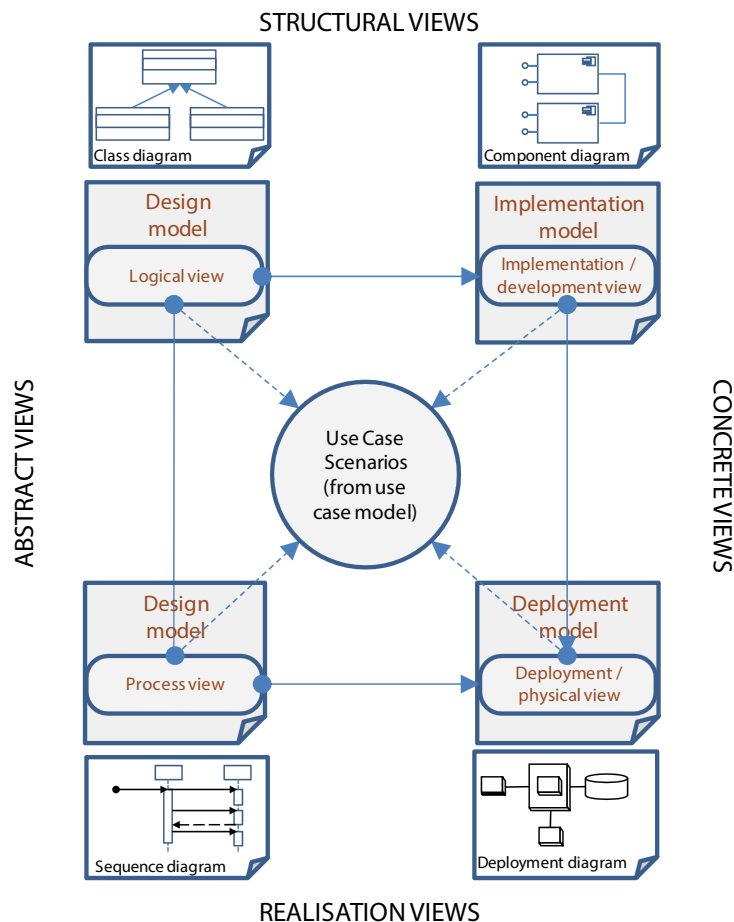 STRUCTURAL VIEWS
Class diagram
Component diagram
Design
model
Logical view
Implementation
model
Implementation /
development view
ABSTRACT VIEWS
Use Case
Scenarios
(from use
case model)
CONCRETE VIEWS
Design
model
Process view
Deployment
model
Deployment /
physical view
Sequence diagram
Deployment diagram
REALISATION VIEWS